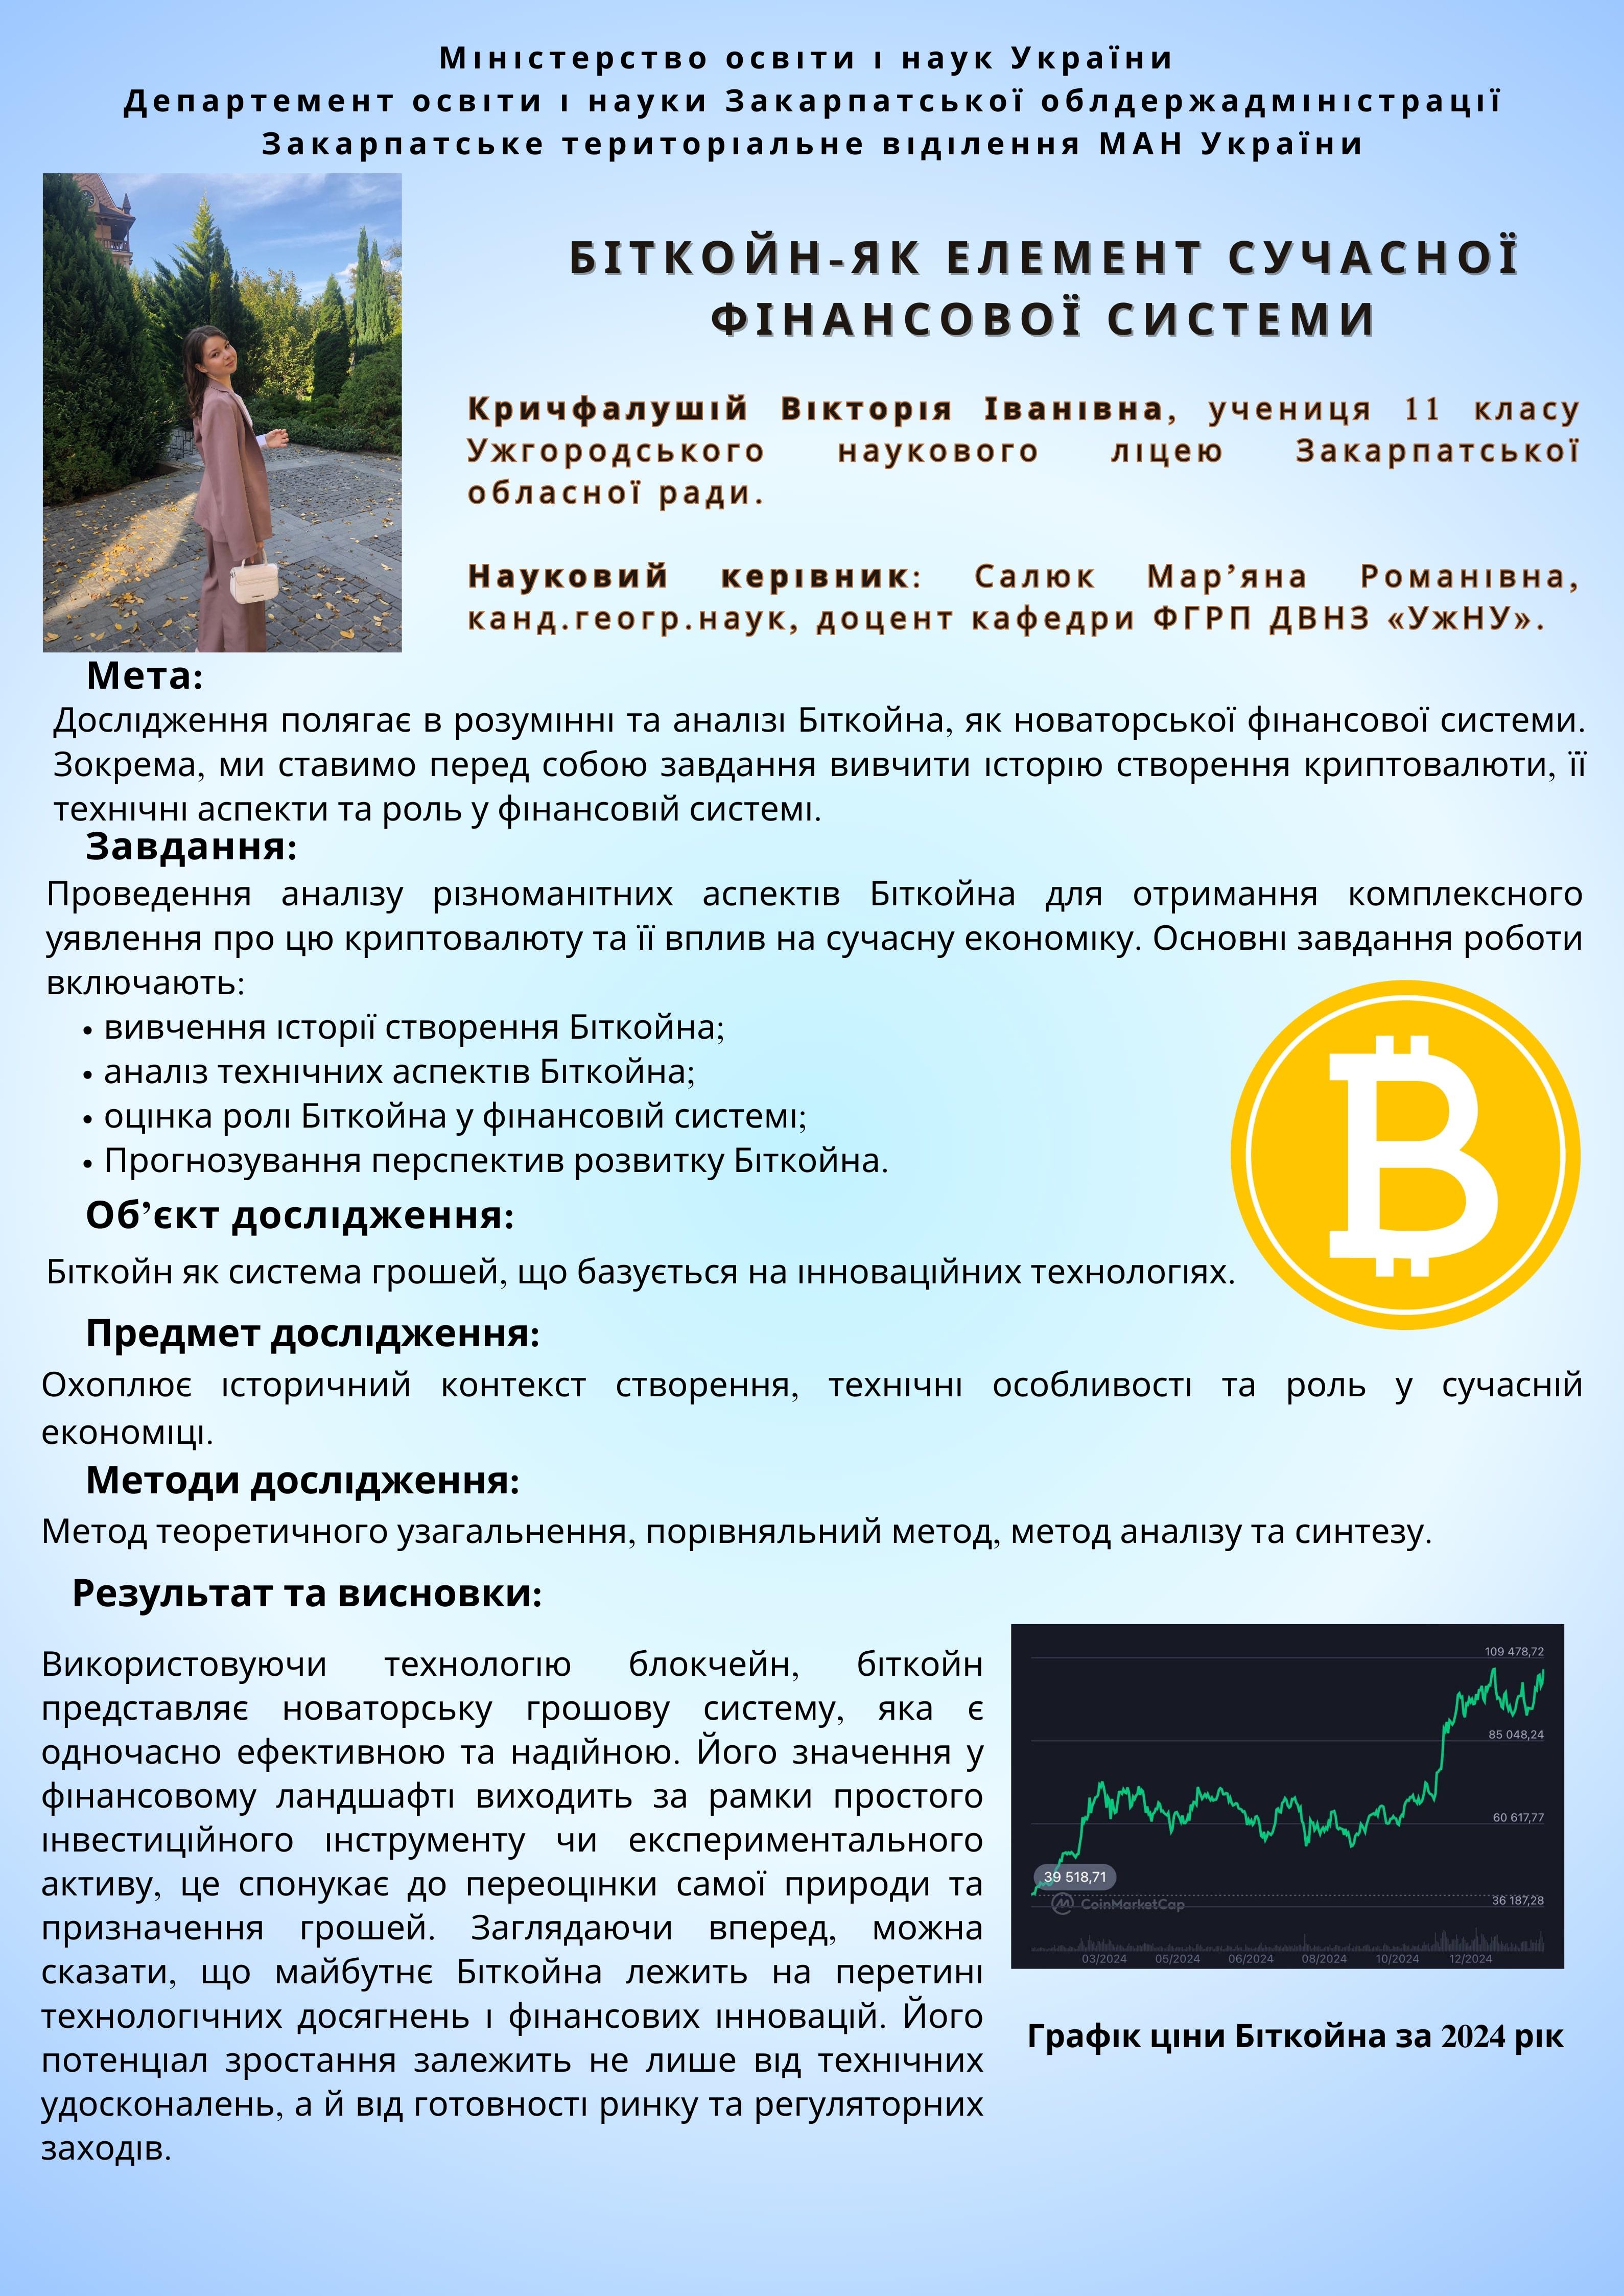 Міністерство освіти і наук України
Департемент освіти і науки Закарпатської облдержадміністрації
Закарпатське територіальне віділення МАН України
БІТКОЙН-ЯК ЕЛЕМЕНТ СУЧАСНОЇ
ФІНАНСОВОЇ СИСТЕМИ
Кричфалушій Вікторія Іванівна, учениця 11 класу
Ужгородського наукового ліцею Закарпатської
обласної ради.
Науковий керівник: Салюк Мар’яна Романівна,
канд.геогр.наук, доцент кафедри ФГРП ДВНЗ «УжНУ».
Мета:
Дослідження полягає в розумінні та аналізі Біткойна, як новаторської фінансової системи.
Зокрема, ми ставимо перед собою завдання вивчити історію створення криптовалюти, її
технічні аспекти та роль у фінансовій системі.
Завдання:
Проведення аналізу різноманітних аспектів Біткойна для отримання комплексного
уявлення про цю криптовалюту та її вплив на сучасну економіку. Основні завдання роботи
включають:
• вивчення історії створення Біткойна;
• аналіз технічних аспектів Біткойна;
• оцінка ролі Біткойна у фінансовій системі;
• Прогнозування перспектив розвитку Біткойна.
Об’єкт дослідження:
Біткойн як система грошей, що базується на інноваційних технологіях.
Предмет дослідження:
Охоплює історичний контекст створення, технічні особливості та роль у сучасній
економіці.
Методи дослідження:
Метод теоретичного узагальнення, порівняльний метод, метод аналізу та синтезу.
Результат та висновки:
Використовуючи технологію блокчейн, біткойн
представляє новаторську грошову систему, яка є
одночасно ефективною та надійною. Його значення у
фінансовому ландшафті виходить за рамки простого
інвестиційного інструменту чи експериментального
активу, це спонукає до переоцінки самої природи та
призначення грошей. Заглядаючи вперед, можна
сказати, що майбутнє Біткойна лежить на перетині
технологічних досягнень і фінансових інновацій. Його
потенціал зростання залежить не лише від технічних
удосконалень, а й від готовності ринку та регуляторних
заходів.
109 478,72
85 048,24
60 617,77
39 518,71
36 187,28
CoinMarketCap
03/2024 05/2024 06/2024 08/2024 10/2024 12/2024
Графік ціни Біткойна за 2024 рік